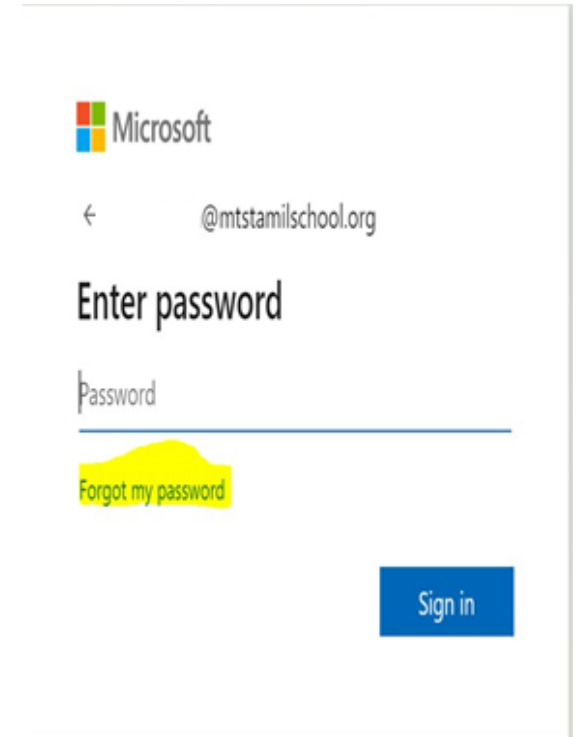 Microsoft
@mtstamilschool.org
Enter password
Password
Forgot my password
Sign in